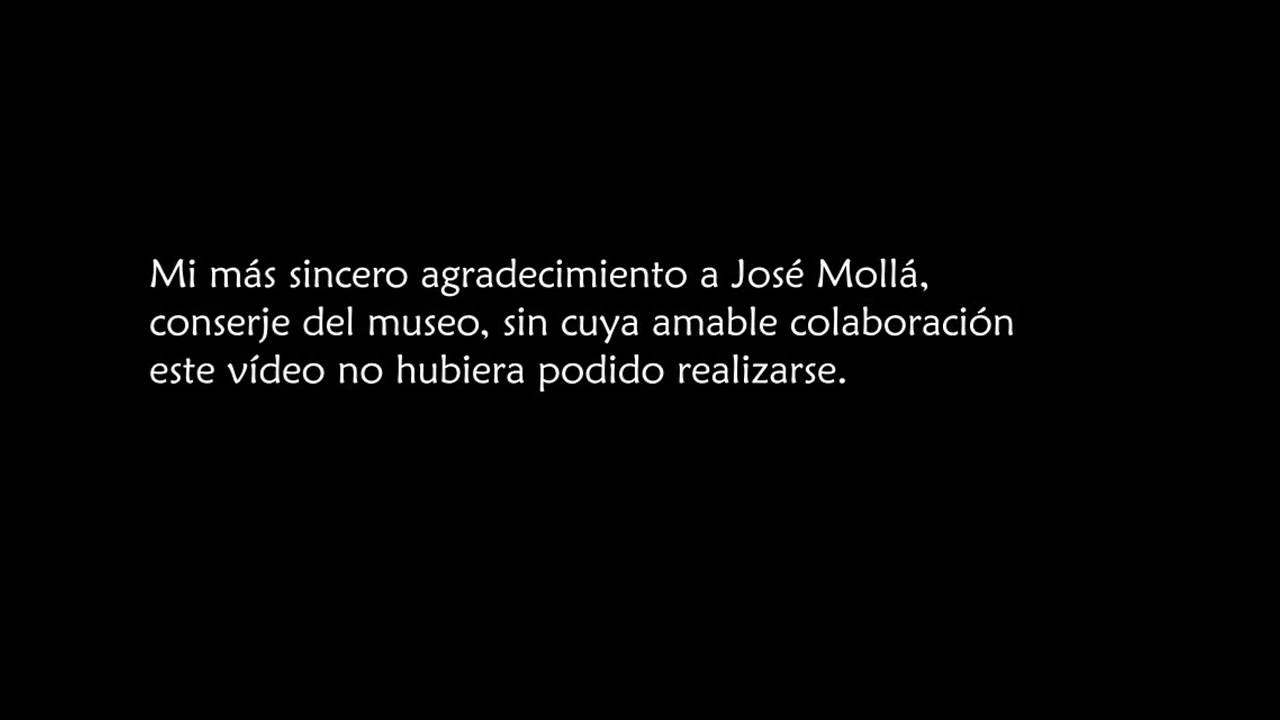 Mi más sincero agradecimiento a José Mollá,
conserje del museo, sin cuya amable colaboración
este vídeo no hubiera podido realizarse.